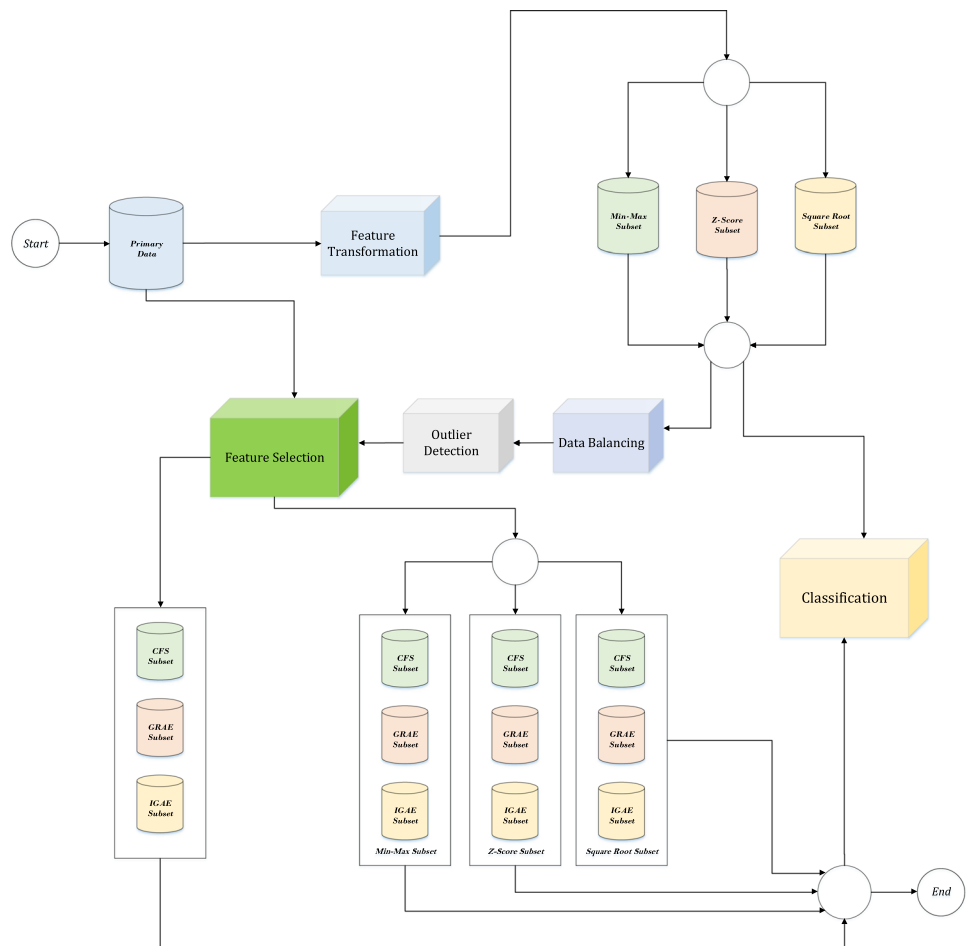 Min-Max
Subset
Z-Score
Subset
Square Root
Subset
Start
Primary
Data
Feature
Transformation
Feature Selection
Outlier
Detection
Data Balancing
Classification
CFS
Subset
GRAE
Subset
IGAE
Subset
CFS
Subset
GRAE
Subset
IGAE
Subset
Min-Max Subset
CFS
Subset
GRAE
Subset
IGAE
Subset
Z-Score Subset
CFS
Subset
GRAE
Subset
IGAE
Subset
Square Root Subset
End